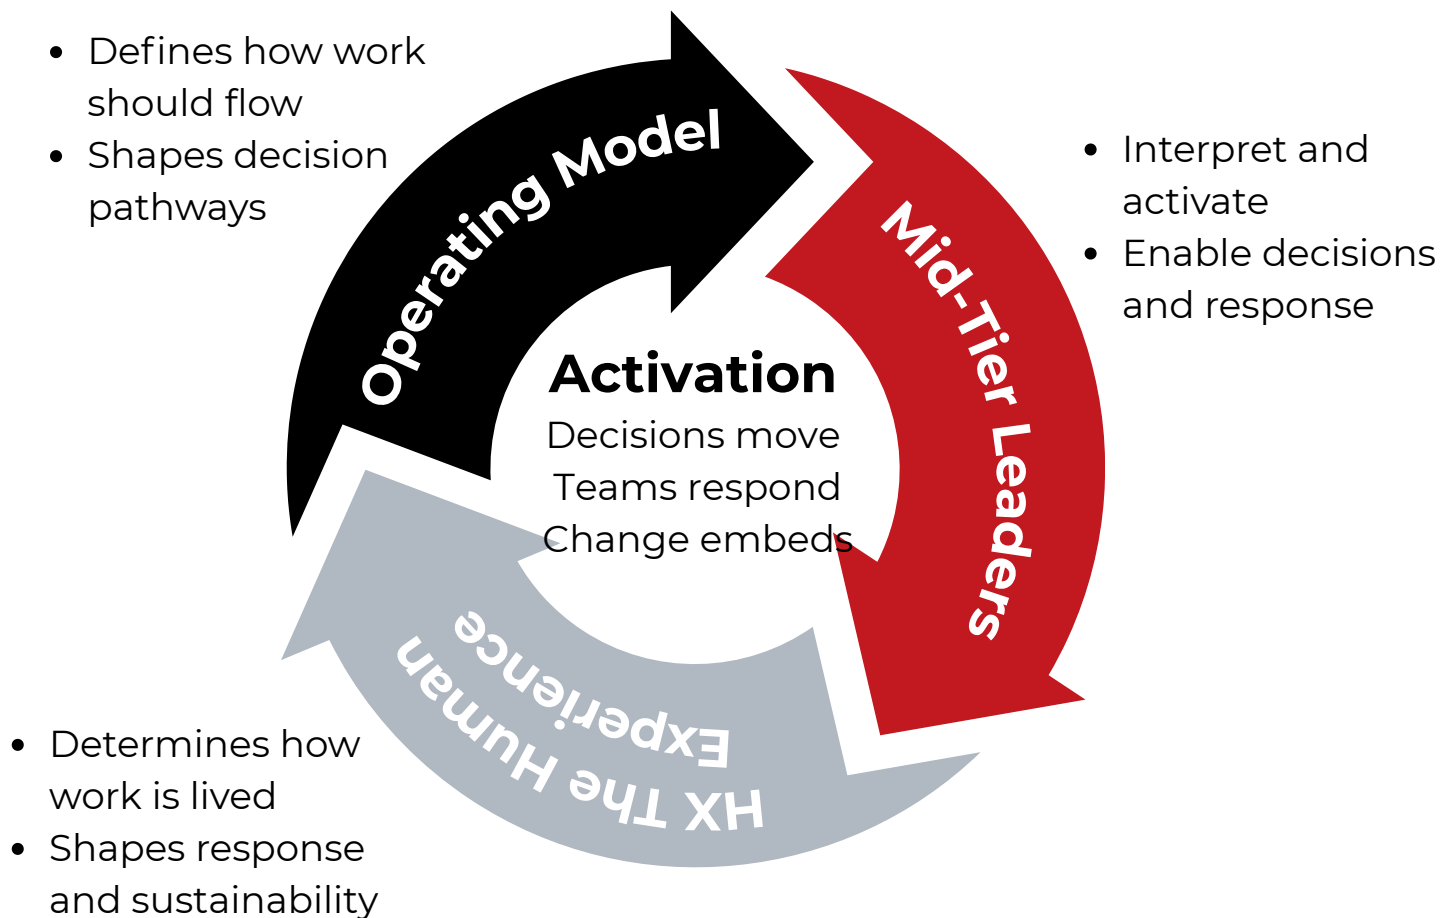 • Defines how work
should flow
• Shapes decision
pathways
Operating Model
Mid-Tier Leaders
• Interpret and
activate
• Enable decisions
and response
Activation
Decisions move
Teams respond
Change embeds
HX The Human
Experience
• Determines how
work is lived
• Shapes response
and sustainability